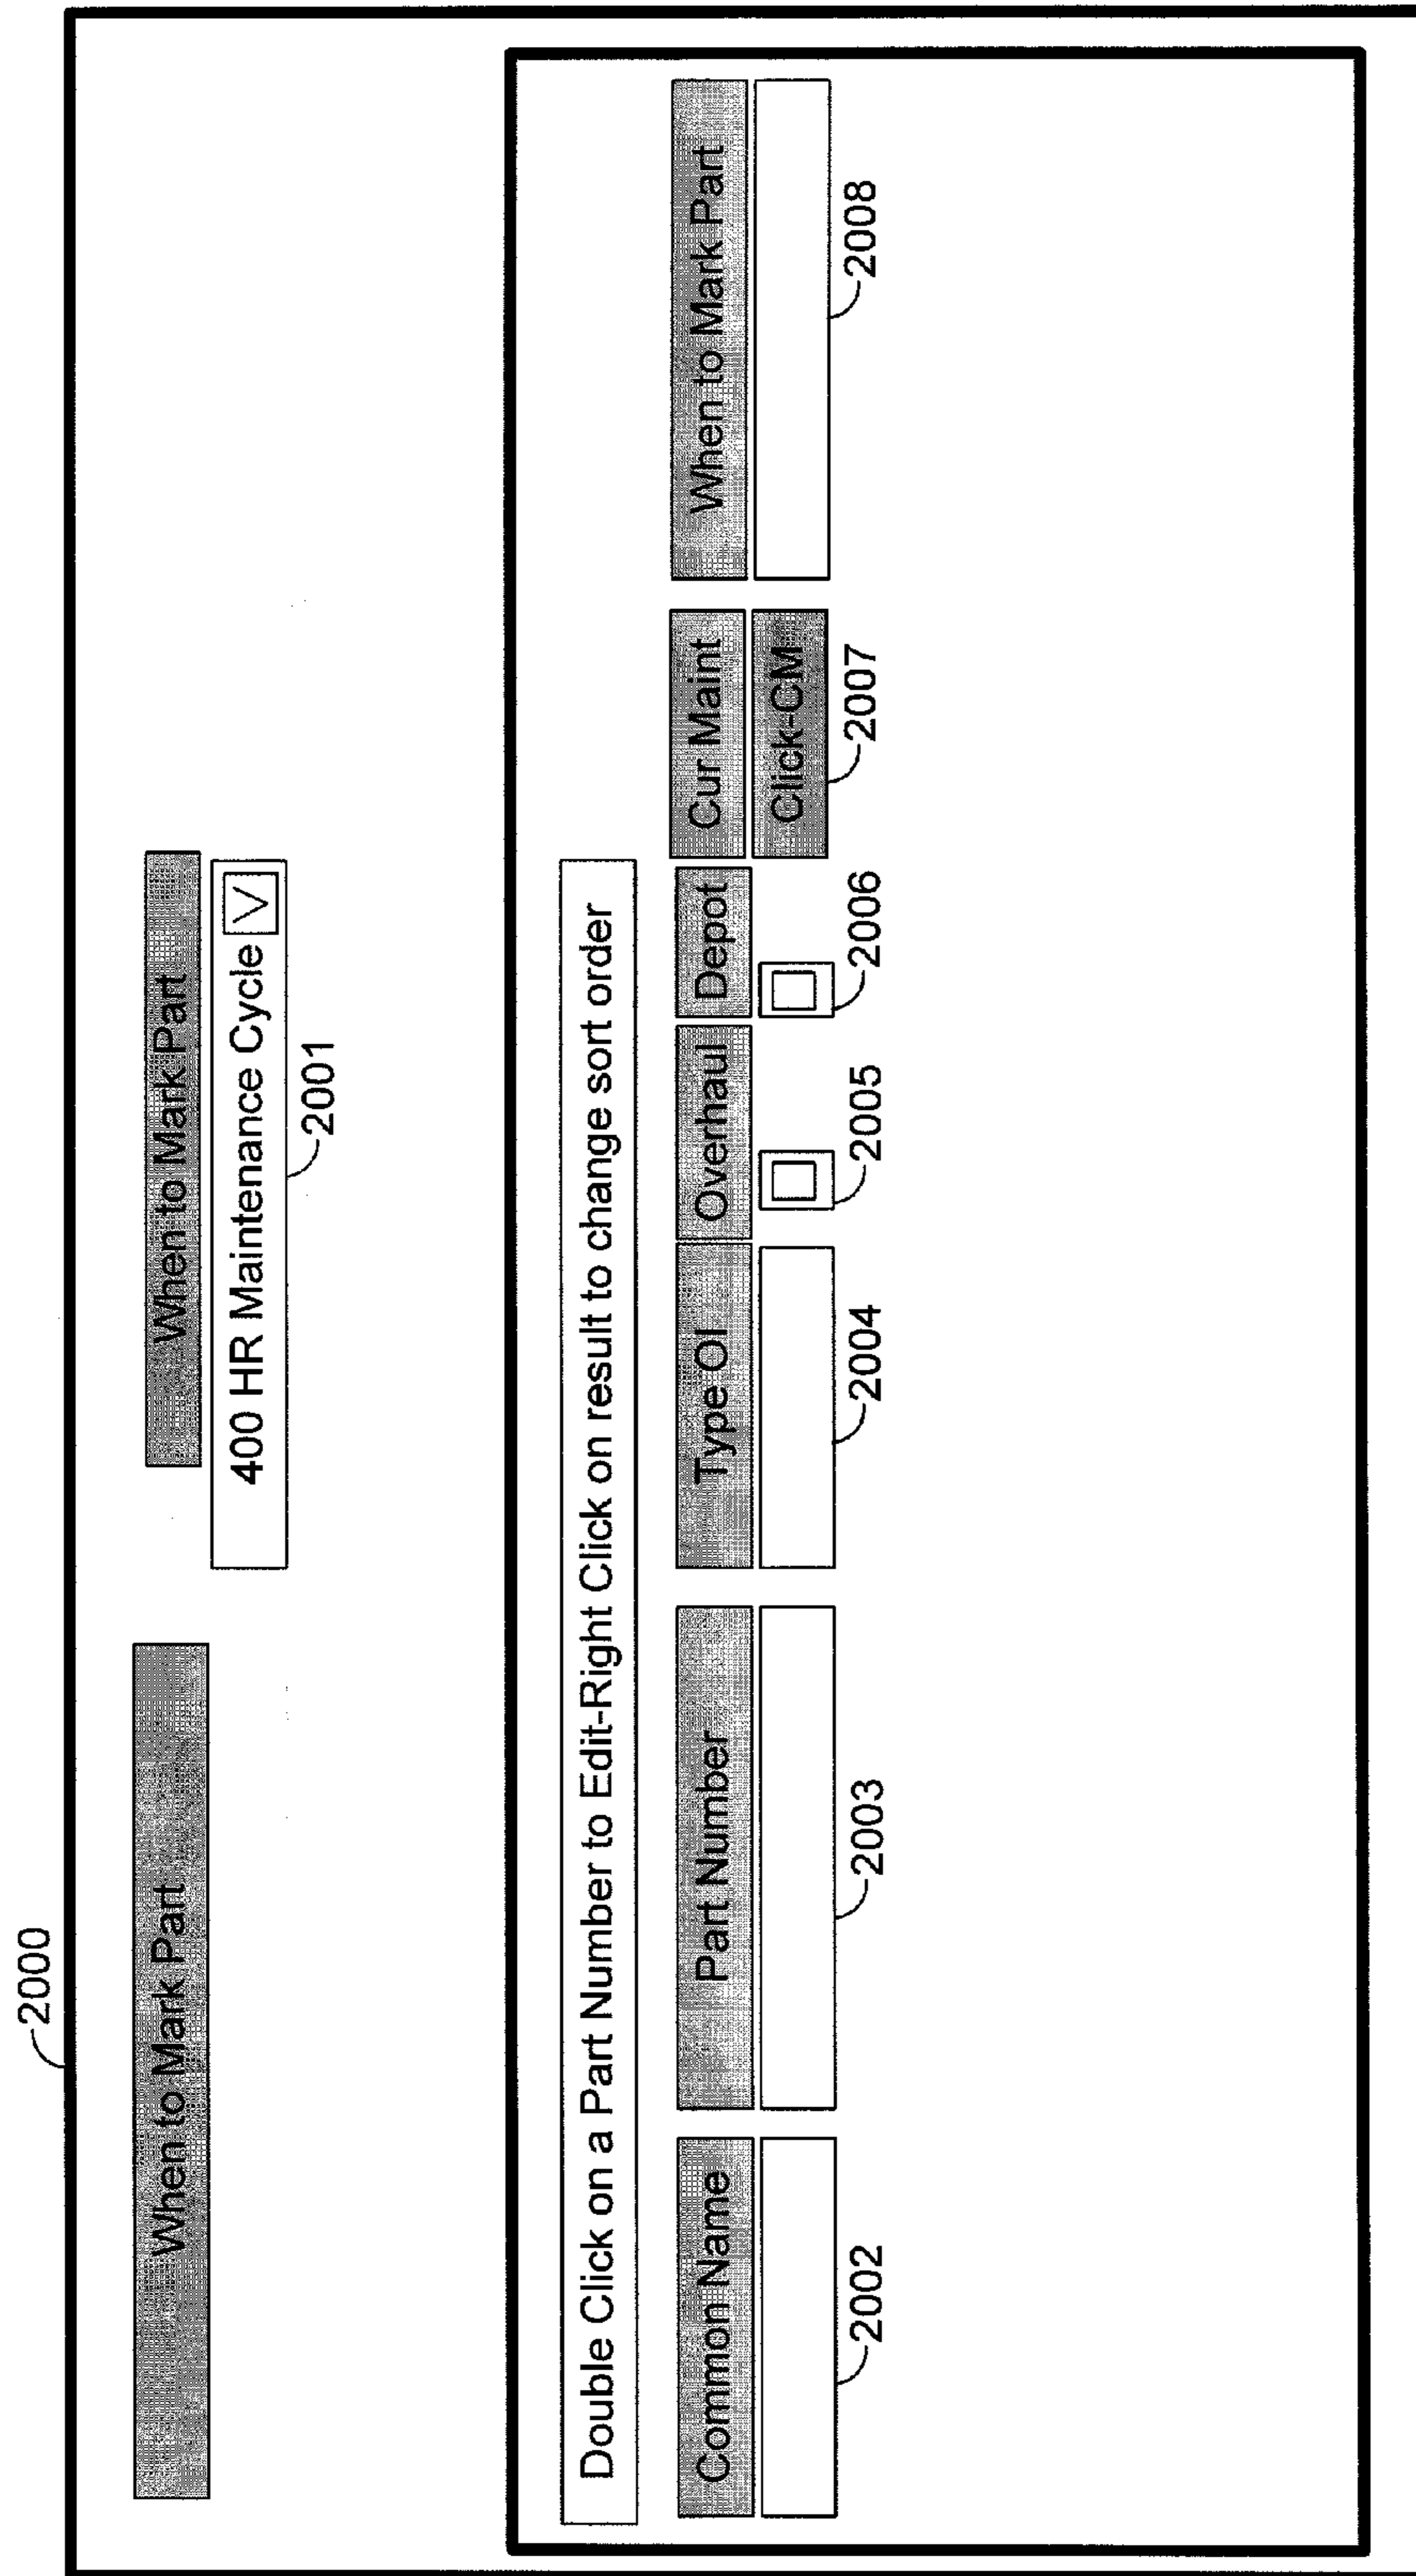 2000
When to Mark Part
When to Mark Part
400 HR Maintenance Cycle
2001
Double Click on a Part Number to Edit-Right Click on result to change sort order
Common Name
Part Number
Type OI
Overhaul
Depot
Cur Maint
When to Mark Part
Click-CM
2002
2003
2004
2005
2006
2007
2008